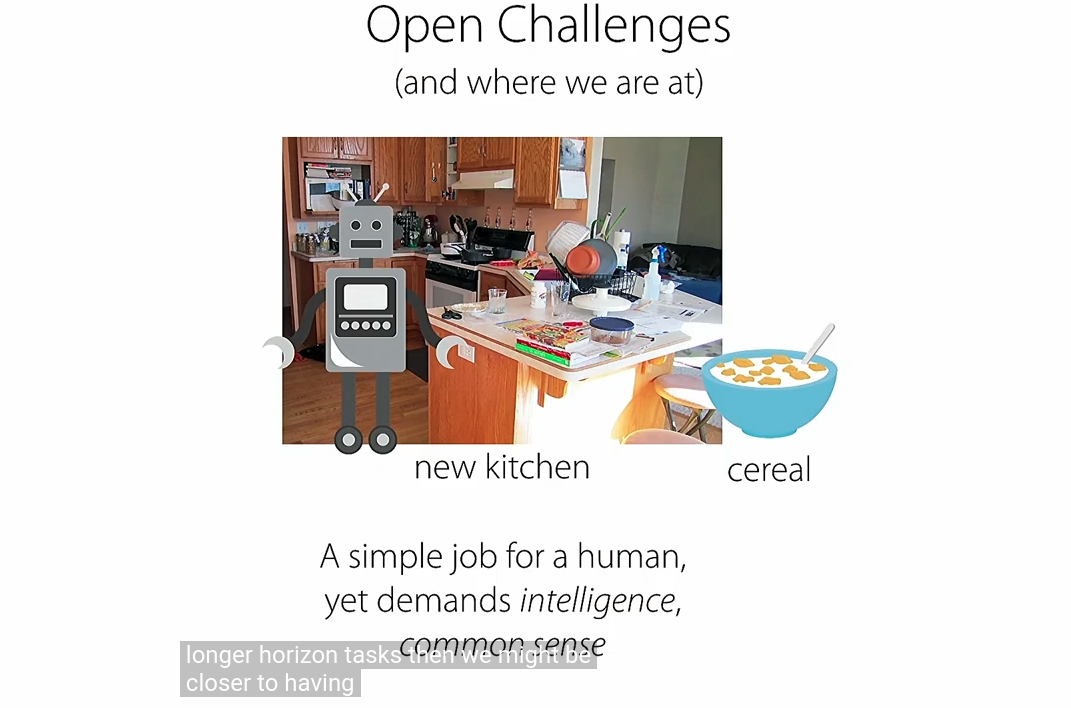 Open Challenges
(and where we are at)
new kitchen
cereal
A simple job for a human,
yet demands intelligence,
common sense
longer horizon tasks then we might be
closer to having